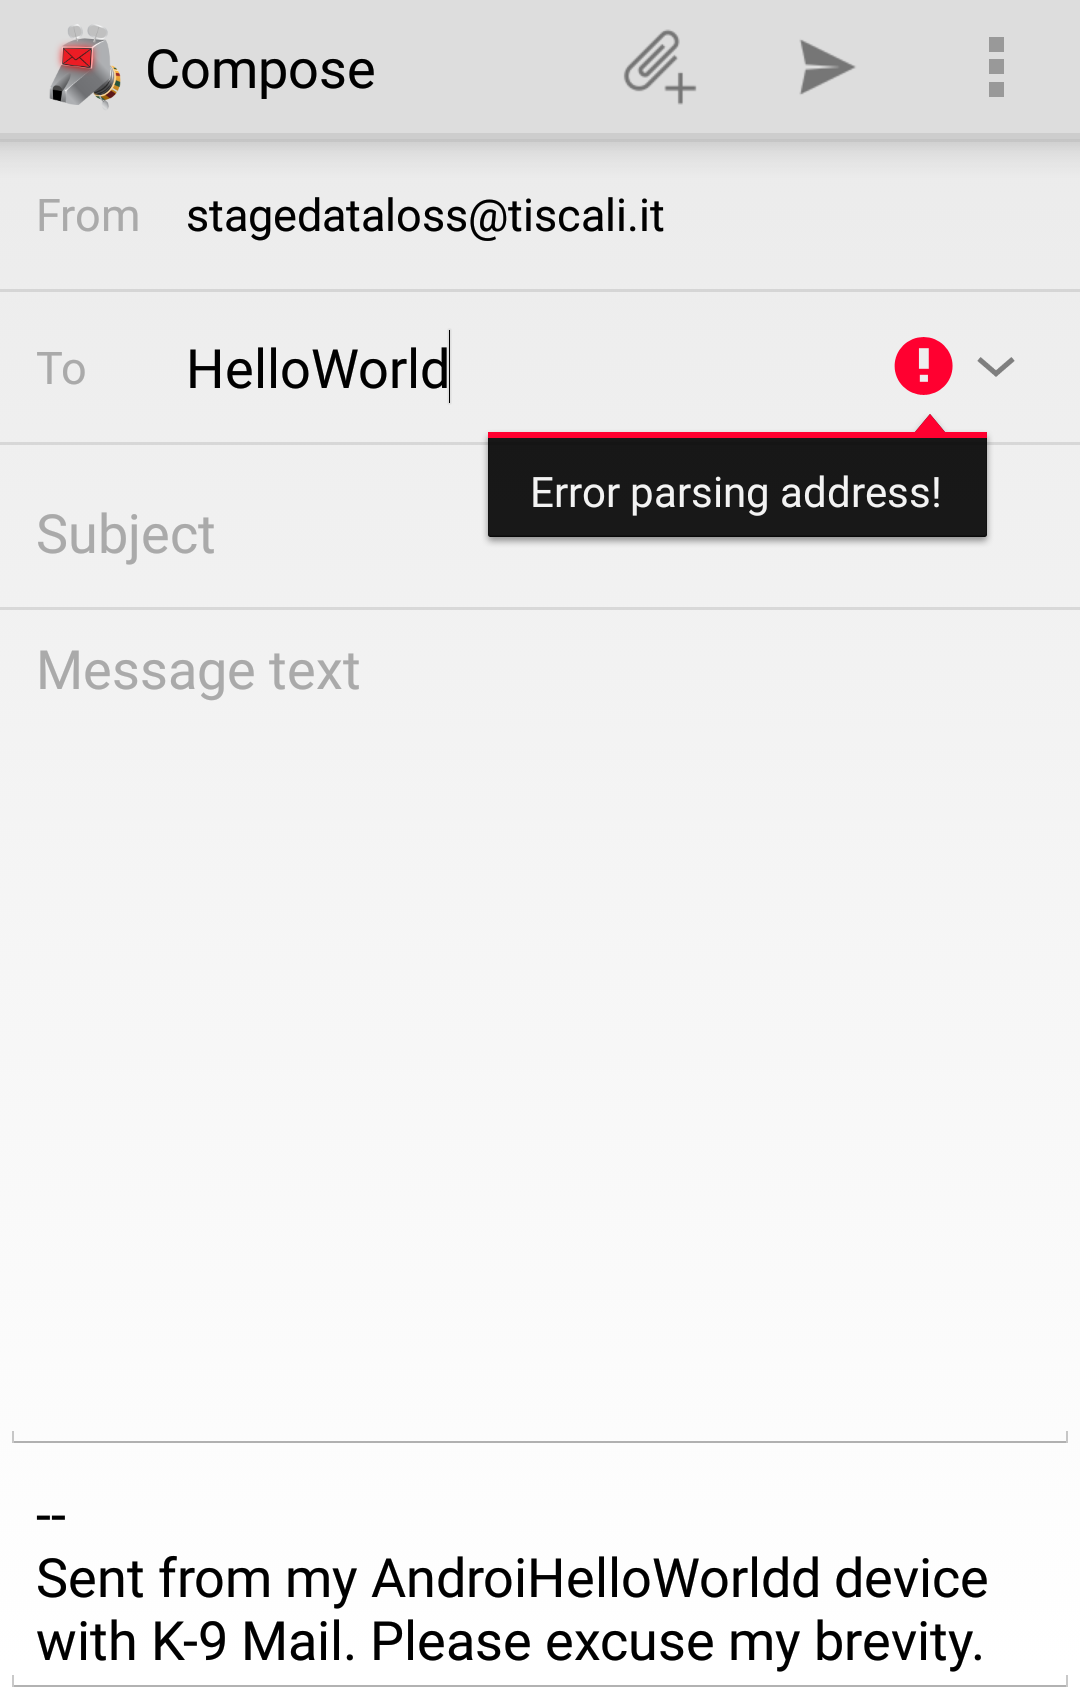 Compose
From stagedataloss@tiscali.it
To HelloWorld
Error parsing address!
Subject
Message text
--
Sent from my AndroiHelloWorldd device
with K-9 Mail. Please excuse my brevity.